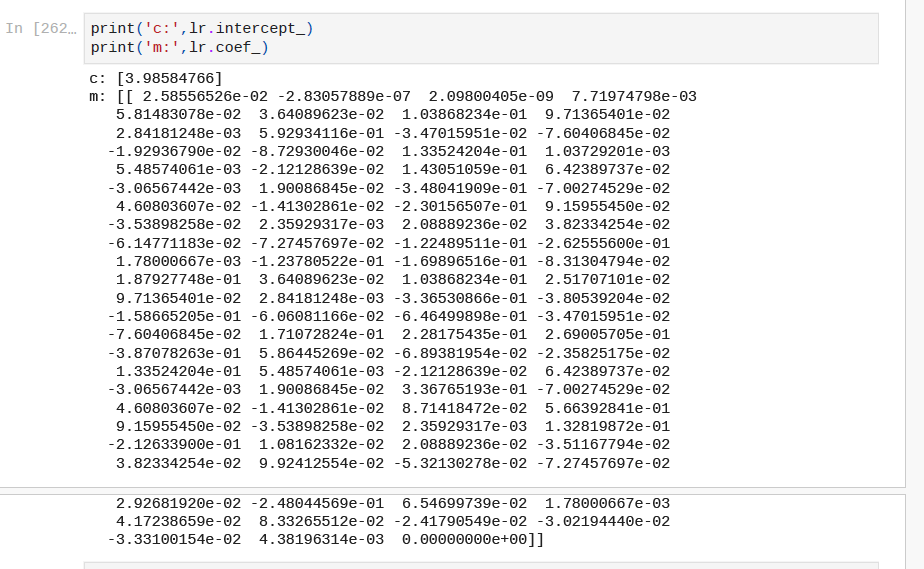 In [262…
print('c:',lr.intercept_)
print('m:',lr.coef_)
c: [3.98584766]
m: [[ 2.58556526e-02 -2.83057889e-07  2.09800405e-09  7.71974798e-03
5.81483078e-02  3.64089623e-02  1.03868234e-01  9.71365401e-02
2.84181248e-03  5.92934116e-01 -3.47015951e-02 -7.60406845e-02
-1.92936790e-02 -8.72930046e-02  1.33524204e-01  1.03729201e-03
5.48574061e-03 -2.12128639e-02  1.43051059e-01  6.42389737e-02
-3.06567442e-03  1.90086845e-02 -3.48041909e-01 -7.00274529e-02
4.60803607e-02 -1.41302861e-02 -2.30156507e-01  9.15955450e-02
-3.53898258e-02  2.35929317e-03  2.08889236e-02  3.82334254e-02
-6.14771183e-02 -7.27457697e-02 -1.22489511e-01 -2.62555600e-01
1.78000667e-03 -1.23780522e-01 -1.69896516e-01 -8.31304794e-02
1.87927748e-01  3.64089623e-02  1.03868234e-01  2.51707101e-02
9.71365401e-02  2.84181248e-03 -3.36530866e-01 -3.80539204e-02
-1.58665205e-01 -6.06081166e-02 -6.46499898e-01 -3.47015951e-02
-7.60406845e-02  1.71072824e-01  2.28175435e-01  2.69005705e-01
-3.87078263e-01  5.86445269e-02 -6.89381954e-02 -2.35825175e-02
1.33524204e-01  5.48574061e-03 -2.12128639e-02  6.42389737e-02
-3.06567442e-03  1.90086845e-02  3.36765193e-01 -7.00274529e-02
4.60803607e-02 -1.41302861e-02  8.71418472e-02  5.66392841e-01
9.15955450e-02 -3.53898258e-02  2.35929317e-03  1.32819872e-01
-2.12633900e-01  1.08162332e-02  2.08889236e-02 -3.51167794e-02
3.82334254e-02  9.92412554e-02 -5.32130278e-02 -7.27457697e-02
2.92681920e-02 -2.48044569e-01  6.54699739e-02  1.78000667e-03
4.17238659e-02  8.33265512e-02 -2.41790549e-02 -3.02194440e-02
-3.33100154e-02  4.38196314e-03  0.00000000e+00]]